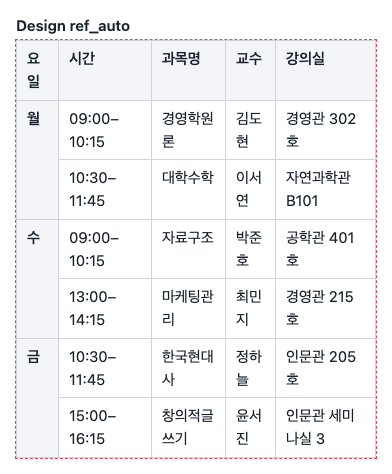 Design ref_auto
요
일
시간
과목명
교수
강의실
월
09:00–
10:15
경영학원
론
김도
현
경영관 302
호
10:30–
11:45
대학수학
이서
연
자연과학관
B101
수
09:00–
10:15
자료구조
박준
호
공학관 401
호
13:00–
14:15
마케팅관
리
최민
지
경영관 215
호
금
10:30–
11:45
한국현대
사
정하
늘
인문관 205
호
15:00–
16:15
창의적글
쓰기
윤서
진
인문관 세미
나실 3